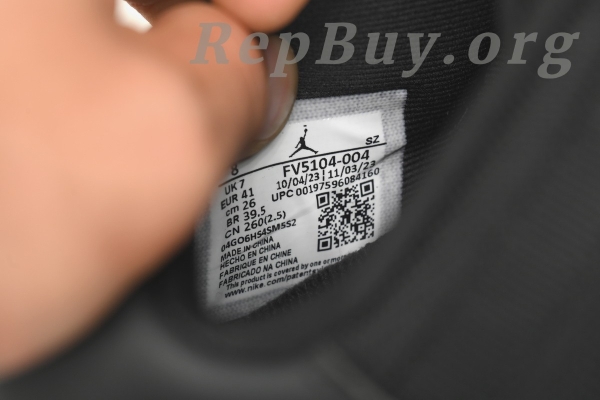 RepBuy.org
8 SZ
UK 7 FV5104-004
EUR 41 10/04/23 | 11/03/23
cm 26 UPC 00197596084160
BR 39.5
CN 260(2.5)
04GO6HS4SM5S2
MADE IN CHINA
HECHO EN CHINA
FABRIQUE EN CHINE
FABRICADO NA CHINA
This product is covered by one or more
www.nike.com/patents